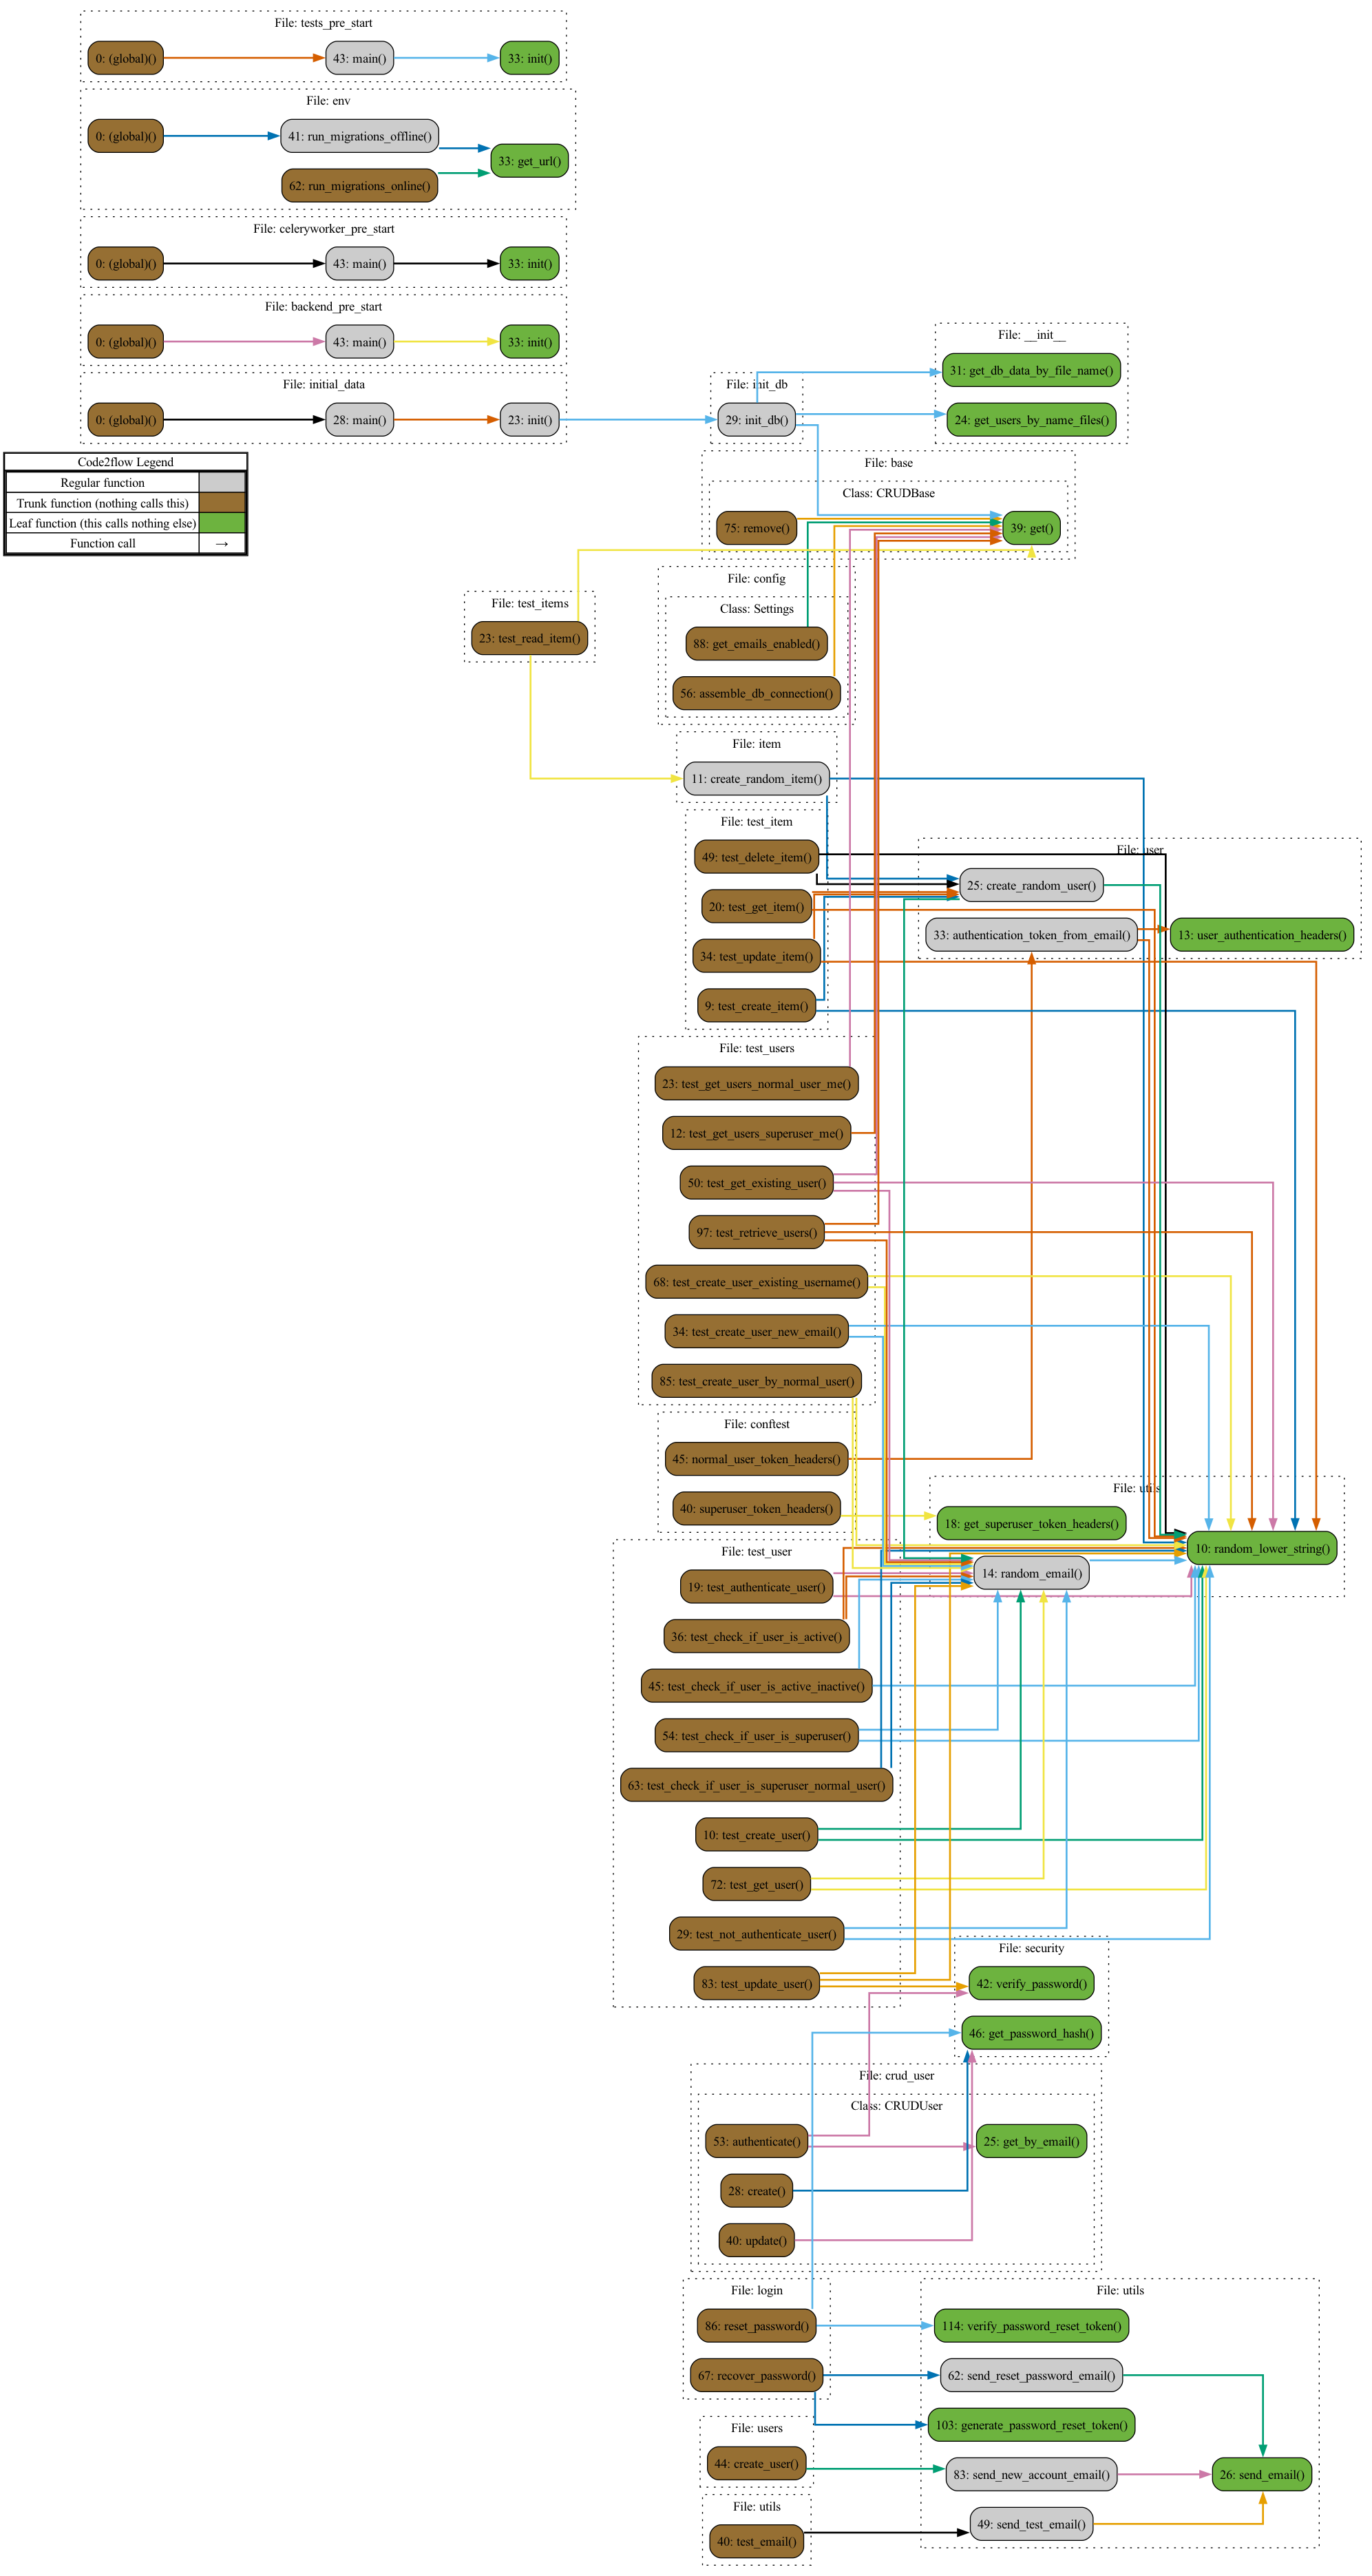 File: tests_pre_start
0: (global)()
43: main()
33: init()
File: env
0: (global)()
41: run_migrations_offline()
33: get_url()
62: run_migrations_online()
File: celeryworker_pre_start
0: (global)()
43: main()
33: init()
File: backend_pre_start
0: (global)()
43: main()
33: init()
File: initial_data
0: (global)()
28: main()
23: init()
File: init_db
29: init_db()
File: __init__
31: get_db_data_by_file_name()
24: get_users_by_name_files()
Code2flow Legend
Regular function
Trunk function (nothing calls this)
Leaf function (this calls nothing else)
Function call →
File: base
Class: CRUDBase
75: remove()
39: get()
File: config
Class: Settings
88: get_emails_enabled()
56: assemble_db_connection()
File: test_items
23: test_read_item()
File: item
11: create_random_item()
File: test_item
49: test_delete_item()
20: test_get_item()
34: test_update_item()
9: test_create_item()
File: user
25: create_random_user()
33: authentication_token_from_email()
13: user_authentication_headers()
File: test_users
23: test_get_users_normal_user_me()
12: test_get_users_superuser_me()
50: test_get_existing_user()
97: test_retrieve_users()
68: test_create_user_existing_username()
34: test_create_user_new_email()
85: test_create_user_by_normal_user()
File: conftest
45: normal_user_token_headers()
40: superuser_token_headers()
File: utils
18: get_superuser_token_headers()
10: random_lower_string()
14: random_email()
File: test_user
19: test_authenticate_user()
36: test_check_if_user_is_active()
45: test_check_if_user_is_active_inactive()
54: test_check_if_user_is_superuser()
63: test_check_if_user_is_superuser_normal_user()
10: test_create_user()
72: test_get_user()
29: test_not_authenticate_user()
83: test_update_user()
File: security
42: verify_password()
46: get_password_hash()
File: crud_user
Class: CRUDUser
53: authenticate()
25: get_by_email()
28: create()
40: update()
File: login
86: reset_password()
67: recover_password()
File: utils
114: verify_password_reset_token()
62: send_reset_password_email()
103: generate_password_reset_token()
83: send_new_account_email()
26: send_email()
49: send_test_email()
File: users
44: create_user()
File: utils
40: test_email()